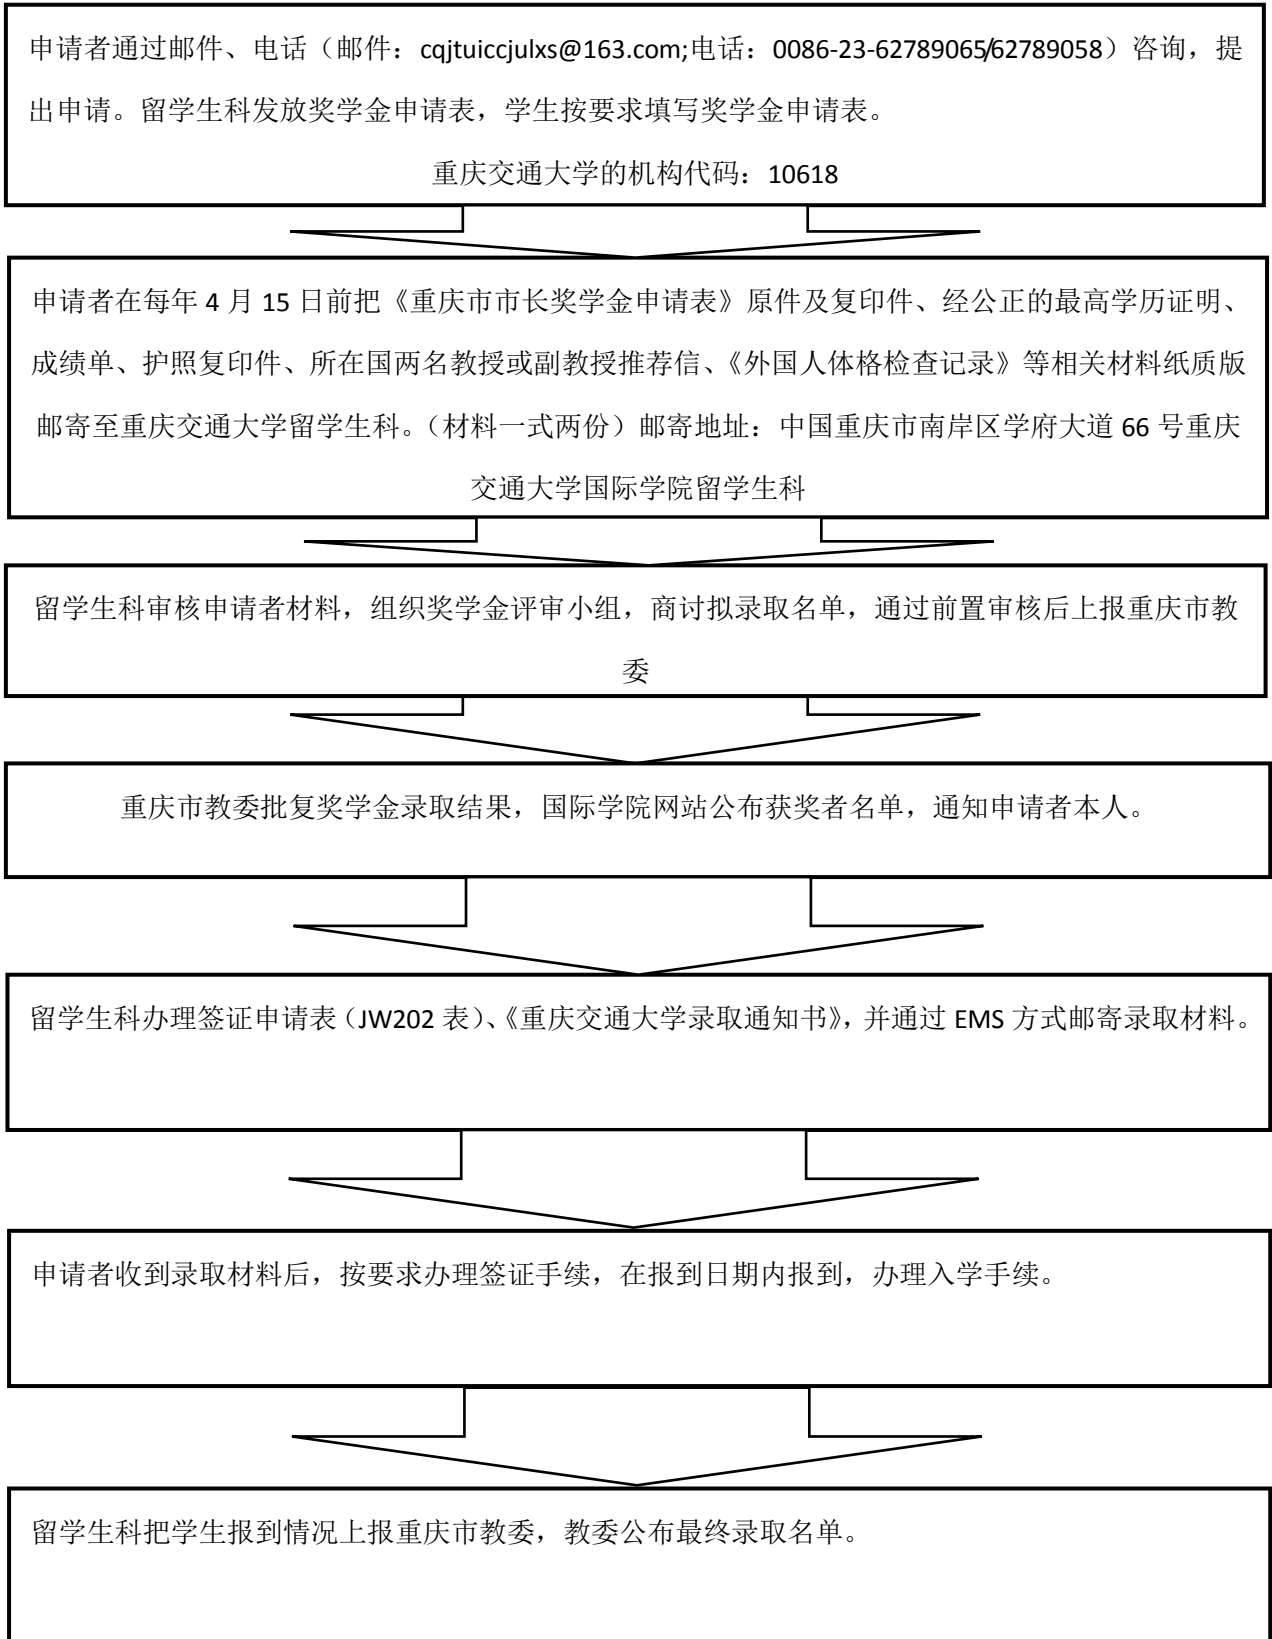 申请者通过邮件、电话（邮件：cqjtuiccjulxs@163.com;电话：0086-23-62789065/62789058）咨询，提
出申请。留学生科发放奖学金申请表，学生按要求填写奖学金申请表。
重庆交通大学的机构代码：10618
申请者在每年 4 月 15 日前把《重庆市市长奖学金申请表》原件及复印件、经公正的最高学历证明、
成绩单、护照复印件、所在国两名教授或副教授推荐信、《外国人体格检查记录》等相关材料纸质版
邮寄至重庆交通大学留学生科。（材料一式两份）邮寄地址：中国重庆市南岸区学府大道 66 号重庆
交通大学国际学院留学生科
留学生科审核申请者材料，组织奖学金评审小组，商讨拟录取名单，通过前置审核后上报重庆市教
委
重庆市教委批复奖学金录取结果，国际学院网站公布获奖者名单，通知申请者本人。
留学生科办理签证申请表（JW202 表）、《重庆交通大学录取通知书》，并通过 EMS 方式邮寄录取材料。
申请者收到录取材料后，按要求办理签证手续，在报到日期内报到，办理入学手续。
留学生科把学生报到情况上报重庆市教委，教委公布最终录取名单。